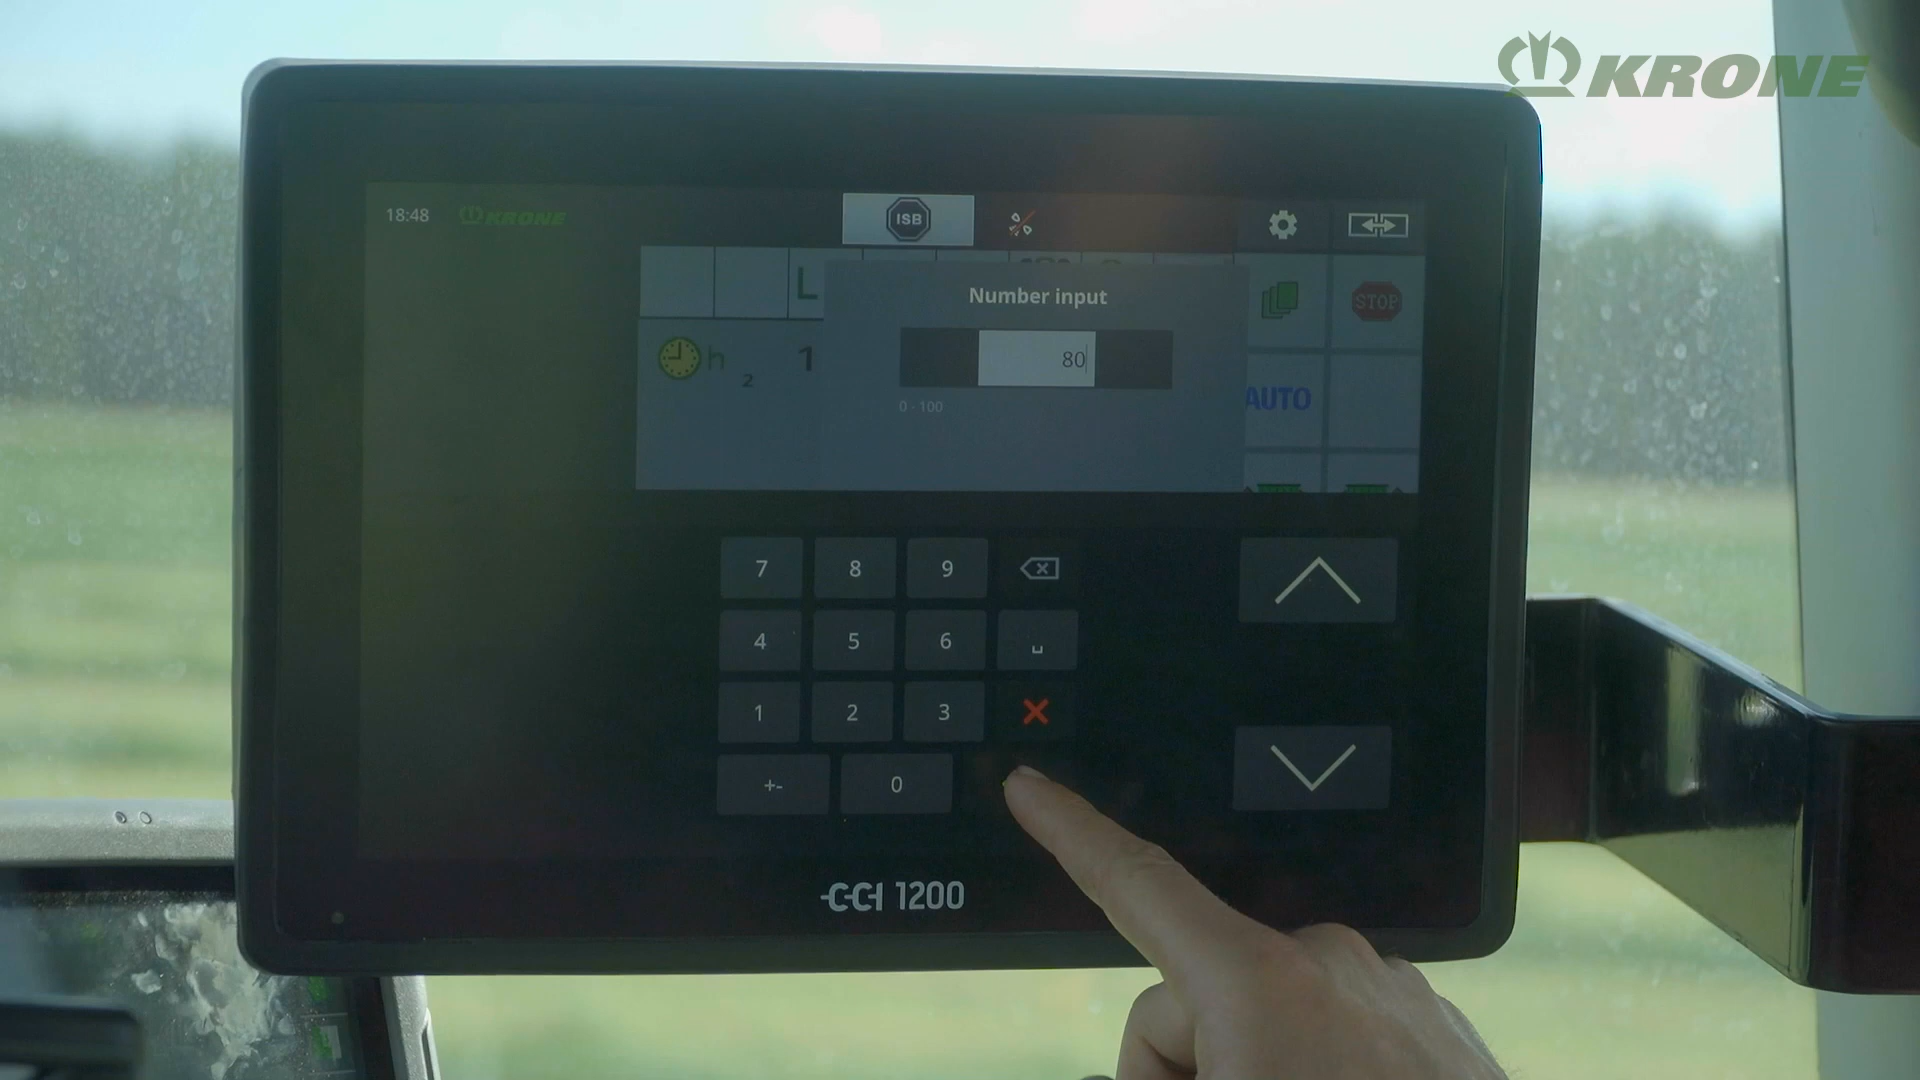 KRONE
18:48
KRONE
ISB
L
Number input
STOP
h
2
1
80
AUTO
0 - 100
7
8
9
4
5
6
1
2
3
+-
0
CCI 1200